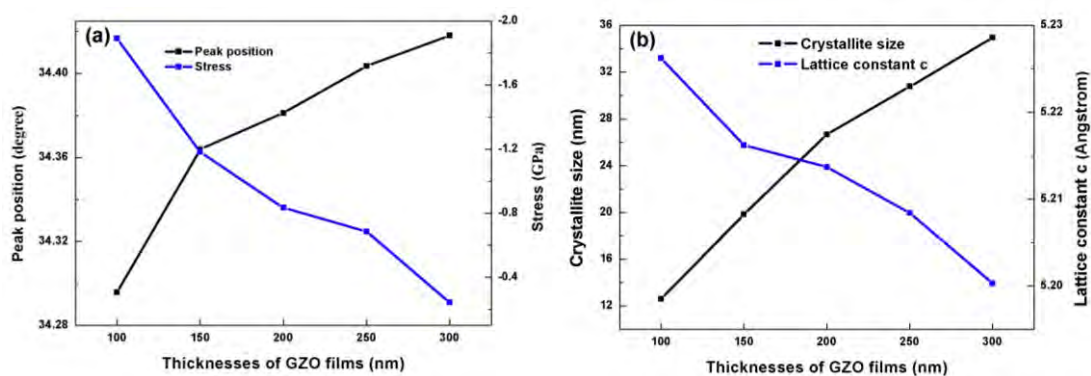 (a)
Peak position
Stress
34.40
34.36
34.32
34.28
Peak position (degree)
-2.0
-1.6
-1.2
-0.8
-0.4
Stress (GPa)
100 150 200 250 300
Thicknesses of GZO films (nm)
(b)
Crystallite size
Lattice constant c
36
32
28
24
20
16
12
Crystallite size (nm)
5.23
5.22
5.21
5.20
Lattice constant c (Angstrom)
100 150 200 250 300
Thicknesses of GZO films (nm)